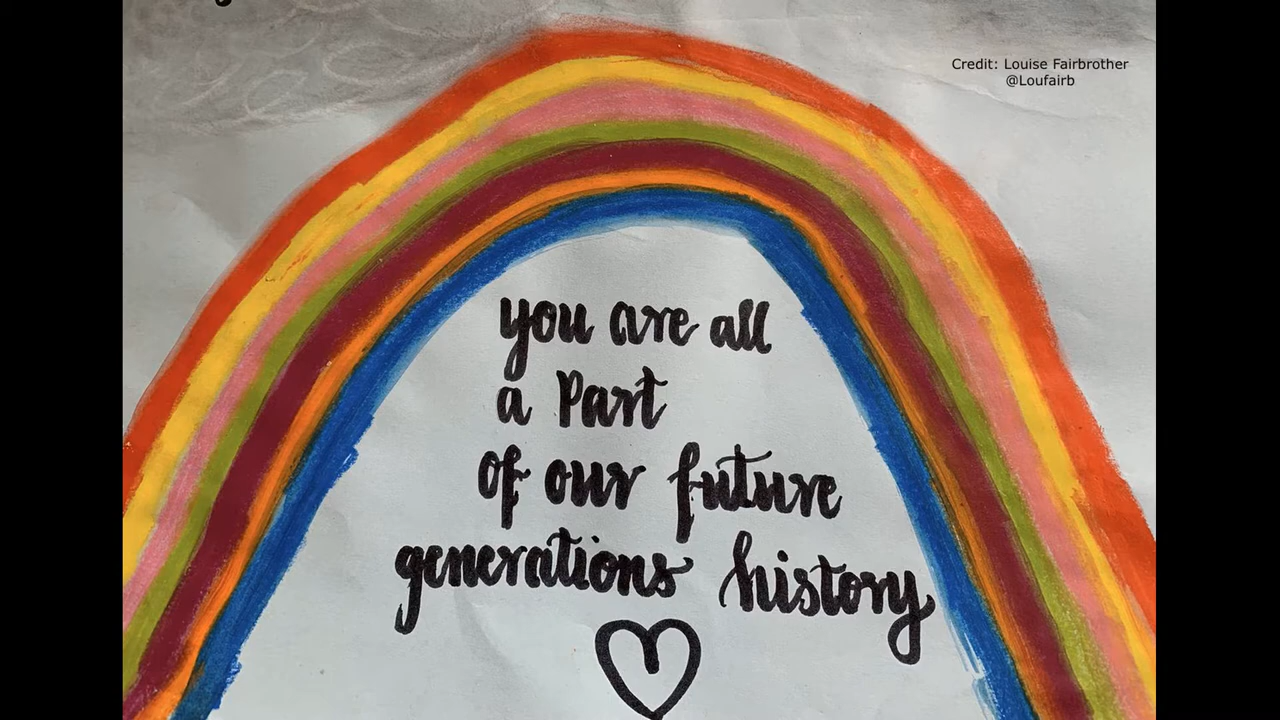 Credit: Louise Fairbrother
@Loufairb
you are all
a Part
of our future
generations history